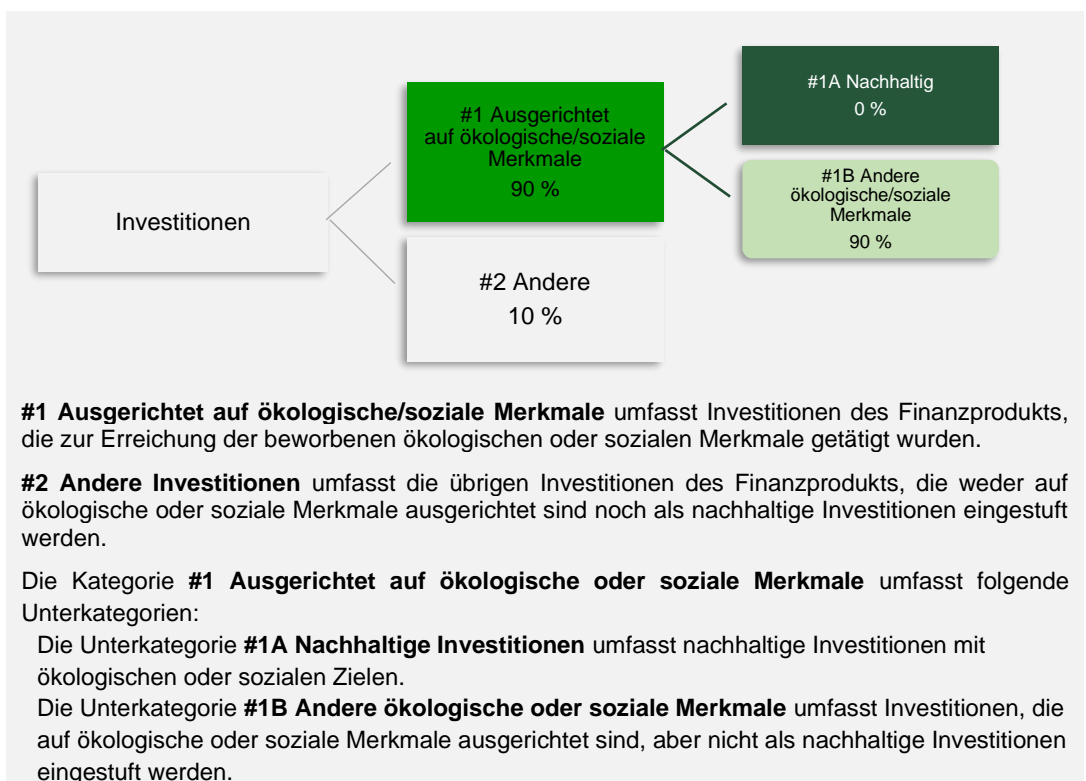 Investitionen
#1 Ausgerichtet
auf ökologische/soziale
Merkmale
90 %
#2 Andere
10 %
#1A Nachhaltig
0 %
#1B Andere
ökologische/soziale
Merkmale
90 %
#1 Ausgerichtet auf ökologische/soziale Merkmale umfasst Investitionen des Finanzprodukts,
die zur Erreichung der beworbenen ökologischen oder sozialen Merkmale getätigt wurden.
#2 Andere Investitionen umfasst die übrigen Investitionen des Finanzprodukts, die weder auf
ökologische oder soziale Merkmale ausgerichtet sind noch als nachhaltige Investitionen eingestuft
werden.
Die Kategorie #1 Ausgerichtet auf ökologische oder soziale Merkmale umfasst folgende
Unterkategorien:
Die Unterkategorie #1A Nachhaltige Investitionen umfasst nachhaltige Investitionen mit
ökologischen oder sozialen Zielen.
Die Unterkategorie #1B Andere ökologische oder soziale Merkmale umfasst Investitionen, die
auf ökologische oder soziale Merkmale ausgerichtet sind, aber nicht als nachhaltige Investitionen
eingestuft werden.